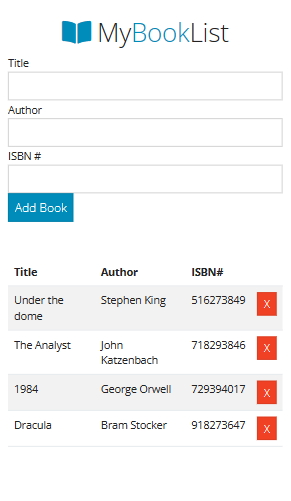 MyBookList
Title
Author
ISBN #
Add Book
Title Author ISBN#
Under the Stephen King 516273849 X
dome
The Analyst John 718293846 X
Katzenbach
1984 George Orwell 729394017 X
Dracula Bram Stocker 918273647 X